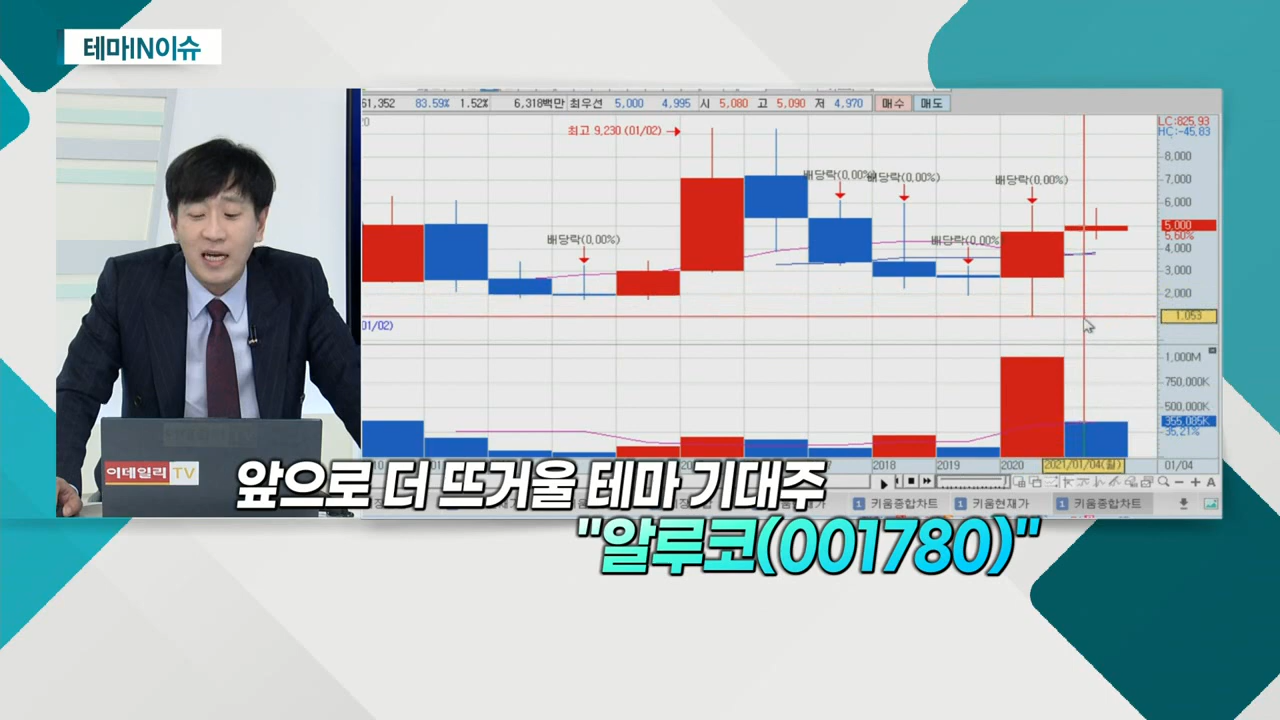 테마IN이슈
61,352 83.59% 1.52% 6,318백만 최우선 5,000 4,995 시 5,080 고 5,090 저 4,970 매수 매도
최고 9,230 (01/02)
LC:825,93
HC:-45,83
8,000
배당락(0,00%) 배당락(0,00%) 배당락(0,00%)
7,000
6,000
5,000
5,60%
배당락(0,00%) 배당락(0,00%)
4,000
3,000
2,000
1,053
01/02)
1,000M
750,000K
500,000K
355,085K
35,21%
2018 2019 2020 2021/01/04(월) 01/04
이데일리 TV
1 키움종합차트 1 키움현재가 1 키움종합차트
앞으로 더 뜨거울 테마 기대주
"알루코(001780)"